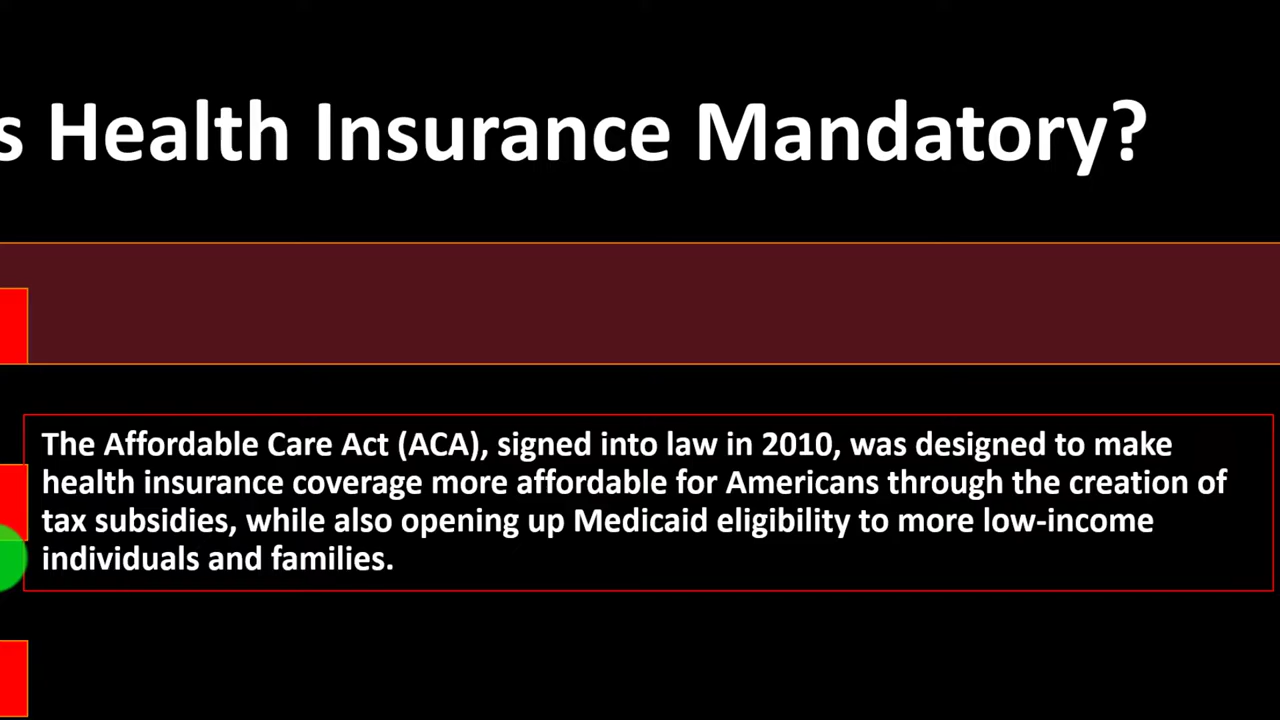 s Health Insurance Mandatory?
The Affordable Care Act (ACA), signed into law in 2010, was designed to make
health insurance coverage more affordable for Americans through the creation of
tax subsidies, while also opening up Medicaid eligibility to more low-income
individuals and families.